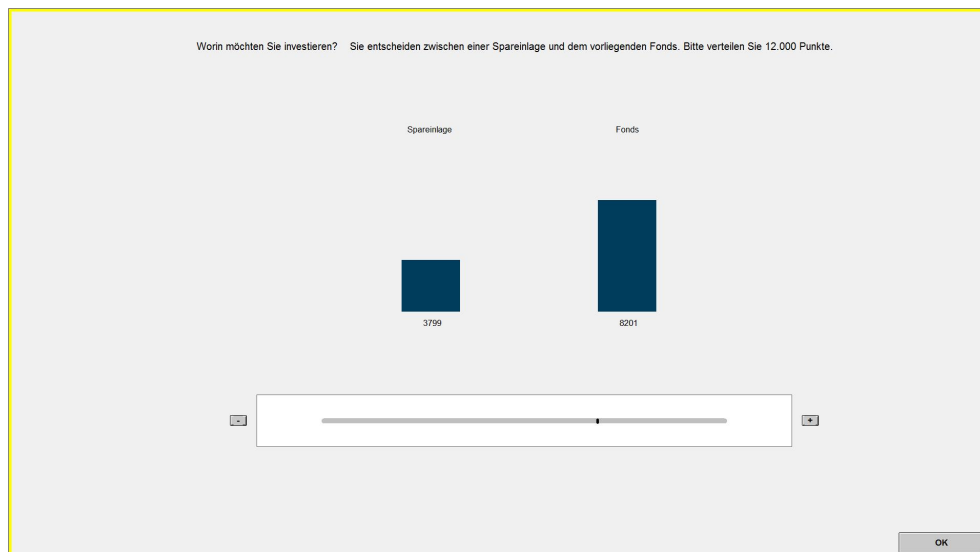 Worin möchten Sie investieren? Sie entscheiden zwischen einer Spareinlage und dem vorliegenden Fonds. Bitte verteilen Sie 12.000 Punkte.
Spareinlage Fonds
3799 8201
- +
OK